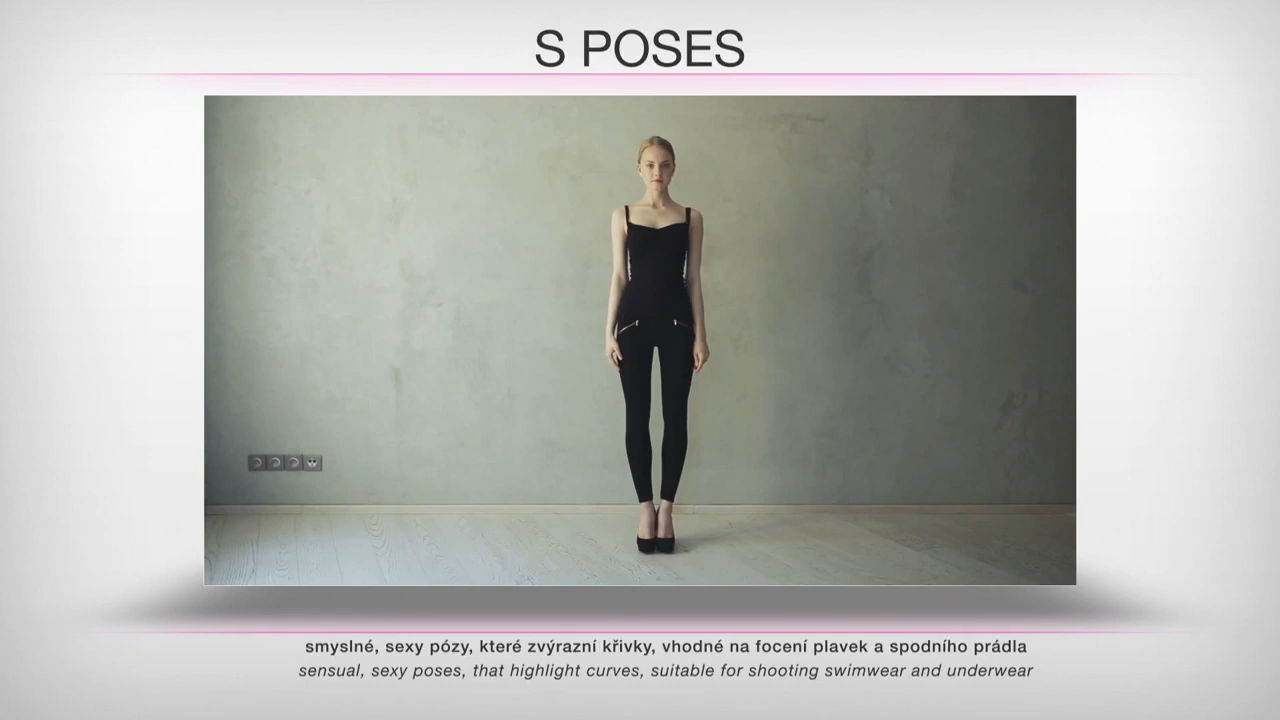 S POSES
smyslné, sexy pózy, které zvýrazní křivky, vhodné na focení plavek a spodního prádla
sensual, sexy poses, that highlight curves, suitable for shooting swimwear and underwear